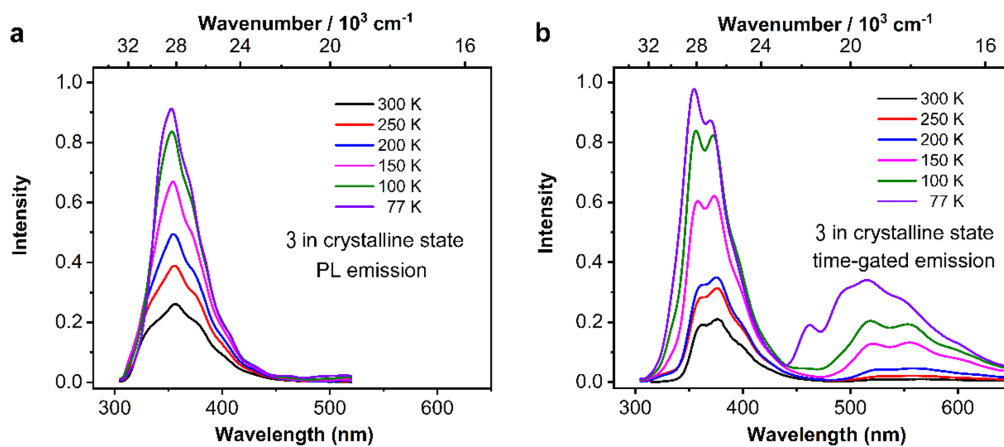 a
Wavenumber / 10³ cm⁻¹
32 28 24 20 16
1.0
0.8
0.6
0.4
0.2
0.0
Intensity
300 K
250 K
200 K
150 K
100 K
77 K
3 in crystalline state
PL emission
300 400 500 600
Wavelength (nm)
b
Wavenumber / 10³ cm⁻¹
32 28 24 20 16
1.0
0.8
0.6
0.4
0.2
0.0
Intensity
300 K
250 K
200 K
150 K
100 K
77 K
3 in crystalline state
time-gated emission
300 400 500 600
Wavelength (nm)